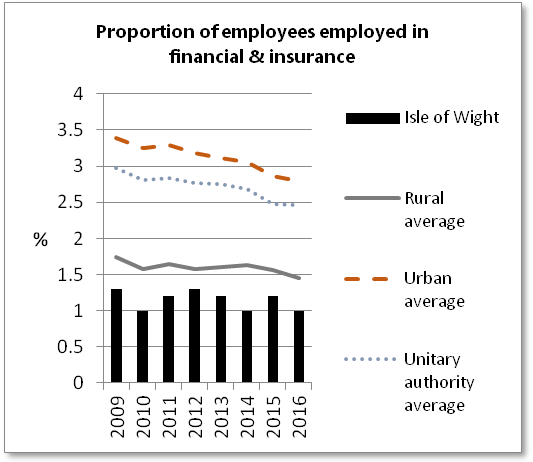 Proportion of employees employed in
financial & insurance
4
3.5
3
2.5
2
1.5
1
0.5
0
%
2009
2010
2011
2012
2013
2014
2015
2016
Isle of Wight
Rural
average
Urban
average
Unitary
authority
average